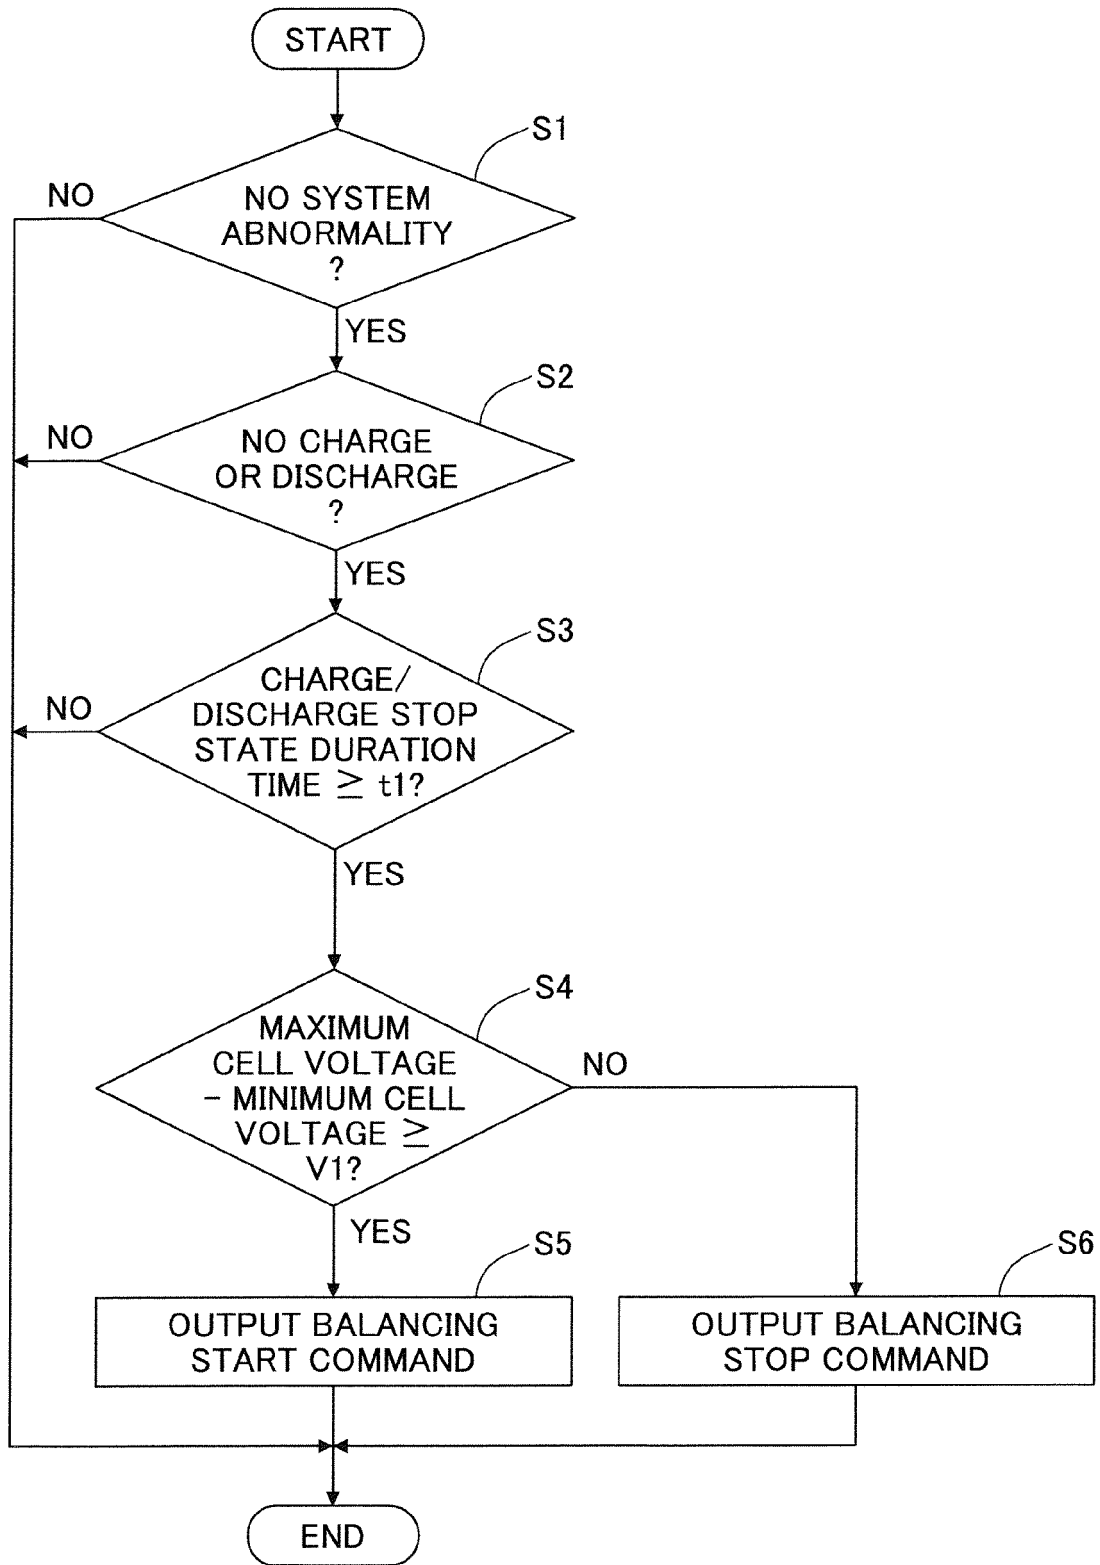 START
S1
NO
NO SYSTEM
ABNORMALITY
?
YES
S2
NO
NO CHARGE
OR DISCHARGE
?
YES
S3
NO
CHARGE/
DISCHARGE STOP
STATE DURATION
TIME ≥ t1?
YES
S4
MAXIMUM
CELL VOLTAGE
− MINIMUM CELL
VOLTAGE ≥
V1?
NO
YES
S5
S6
OUTPUT BALANCING
START COMMAND
OUTPUT BALANCING
STOP COMMAND
END